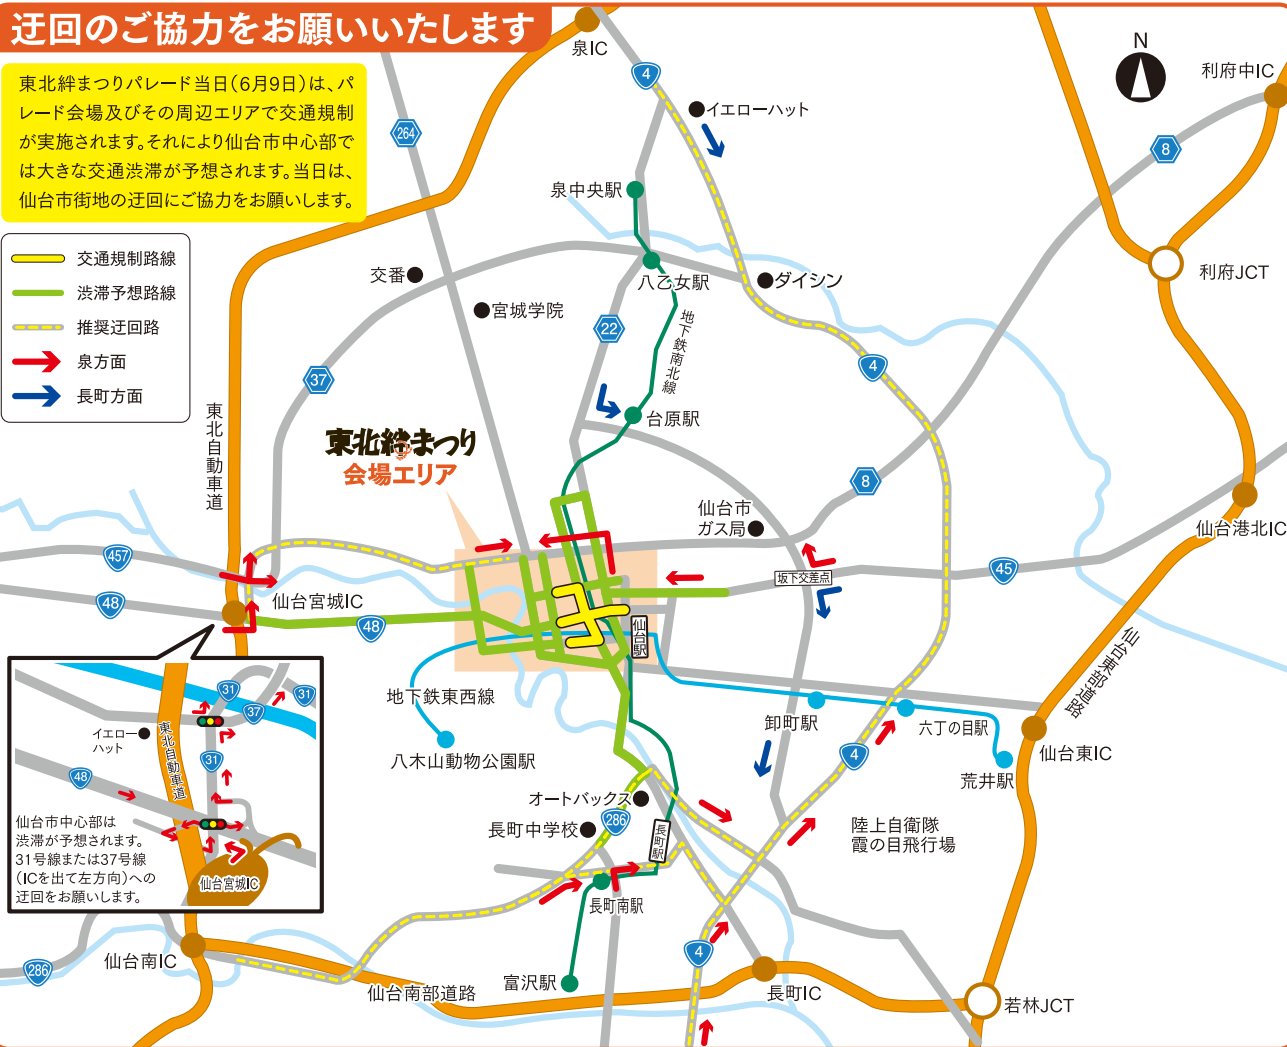 迂回のご協力をお願いいたします
東北絆まつりパレード当日(6月9日)は、パ
レード会場及びその周辺エリアで交通規制
が実施されます。それにより仙台市中心部で
は大きな交通渋滞が予想されます。当日は、
仙台市街地の迂回にご協力をお願いします。
交通規制路線
渋滞予想路線
推奨迂回路
泉方面
長町方面
泉IC
4
イエローハット
N
利府中IC
264
8
泉中央駅
交番
八乙女駅
ダイシン
利府JCT
宮城学院
22
地下鉄南北線
37
4
東北自動車道
台原駅
東北絆まつり
会場エリア
8
仙台市
ガス局
仙台港北IC
457
坂下交差点
45
48
仙台宮城IC
48
仙台駅
仙台東部道路
地下鉄東西線
卸町駅
六丁の目駅
八木山動物公園駅
4
仙台東IC
荒井駅
オートバックス
286
長町中学校
長町駅
陸上自衛隊
霞の目飛行場
長町南駅
31
31
37
イエロー
ハット
東北自動車道
31
48
仙台市中心部は
渋滞が予想されます。
31号線または37号線
(ICを出て左方向)への
迂回をお願いします。
仙台宮城IC
仙台南IC
4
286
仙台南部道路
富沢駅
長町IC
若林JCT